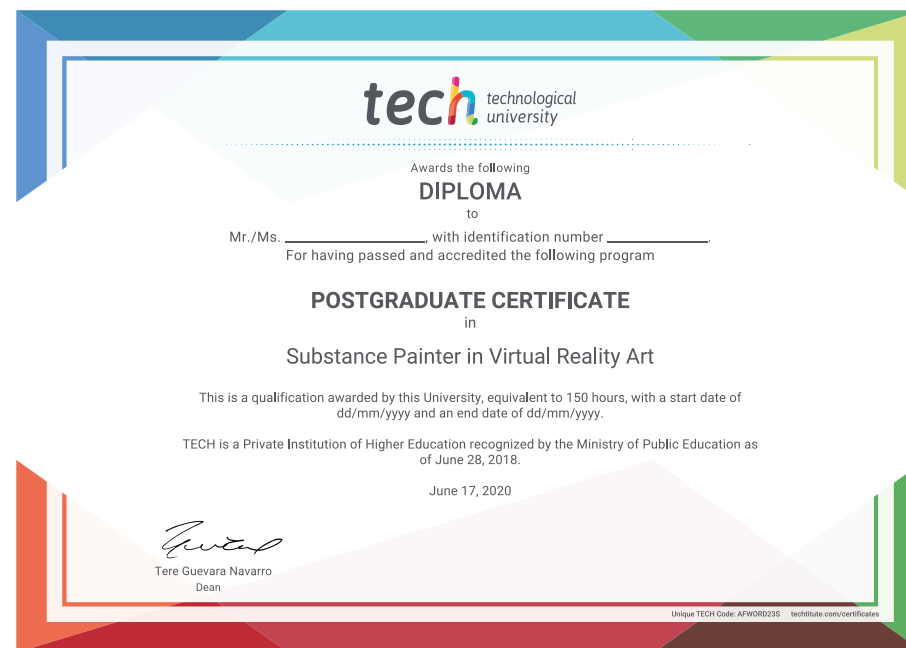 tech technological
university
Awards the following
DIPLOMA
to
Mr./Ms. ________________, with identification number ____________.
For having passed and accredited the following program
POSTGRADUATE CERTIFICATE
in
Substance Painter in Virtual Reality Art
This is a qualification awarded by this University, equivalent to 150 hours, with a start date of
dd/mm/yyyy and an end date of dd/mm/yyyy.
TECH is a Private Institution of Higher Education recognized by the Ministry of Public Education as
of June 28, 2018.
June 17, 2020
Tere Guevara Navarro
Dean
Unique TECH Code: AFWORD23S techtitute.com/certificates